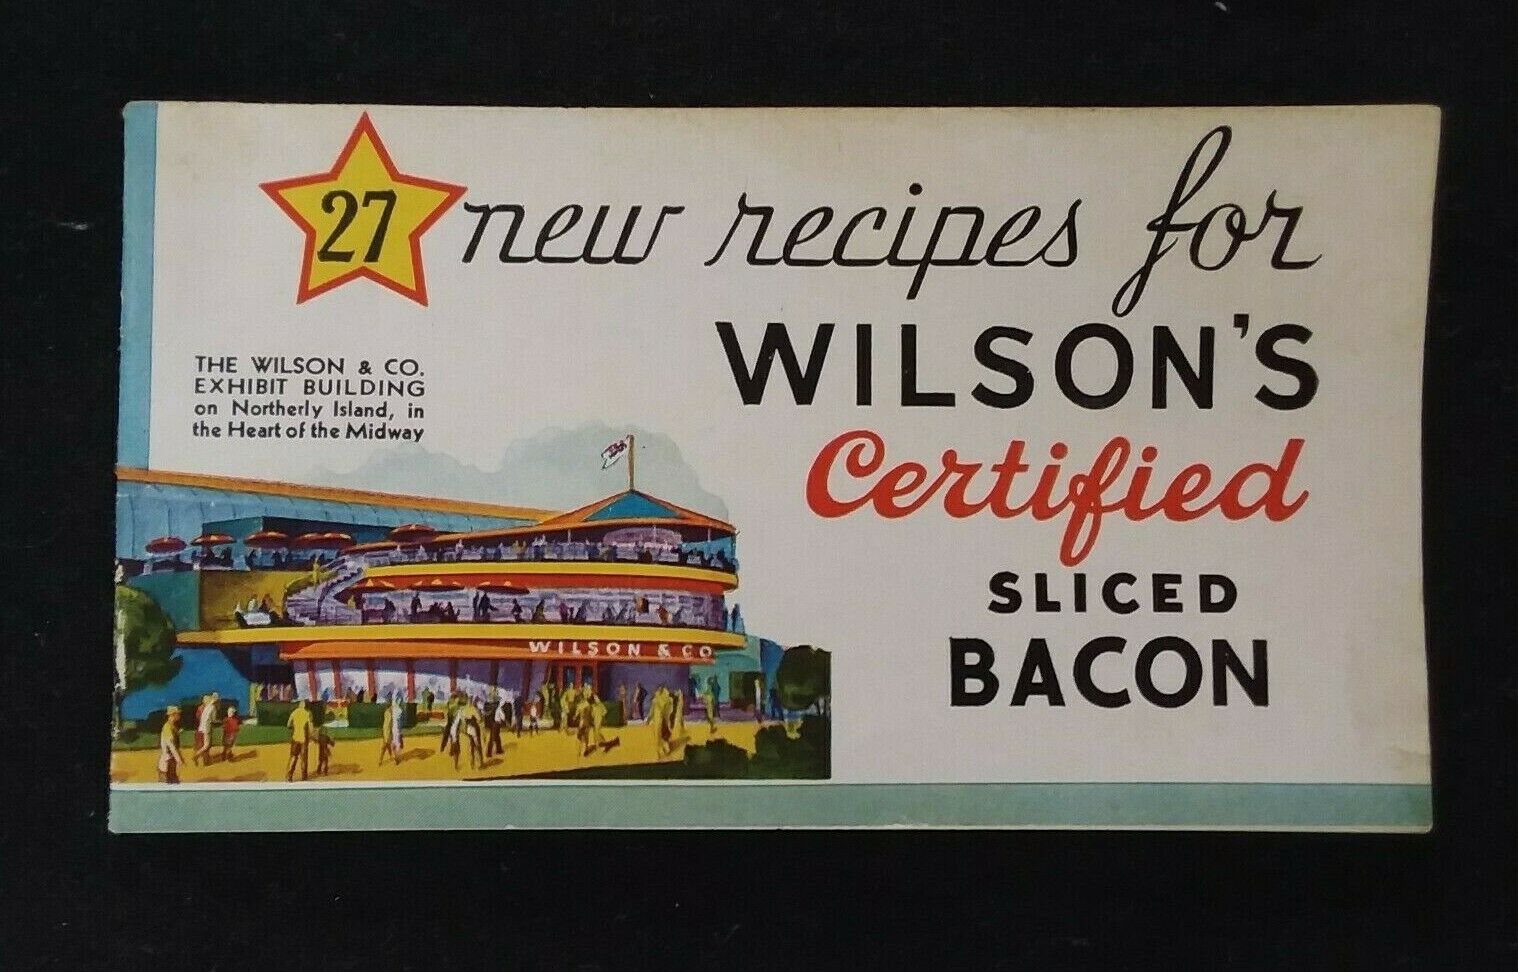 27 new recipes for
WILSON'S
Certified
SLICED
BACON
THE WILSON & CO.
EXHIBIT BUILDING
on Northerly Island, in
the Heart of the Midway
WILSON & CO